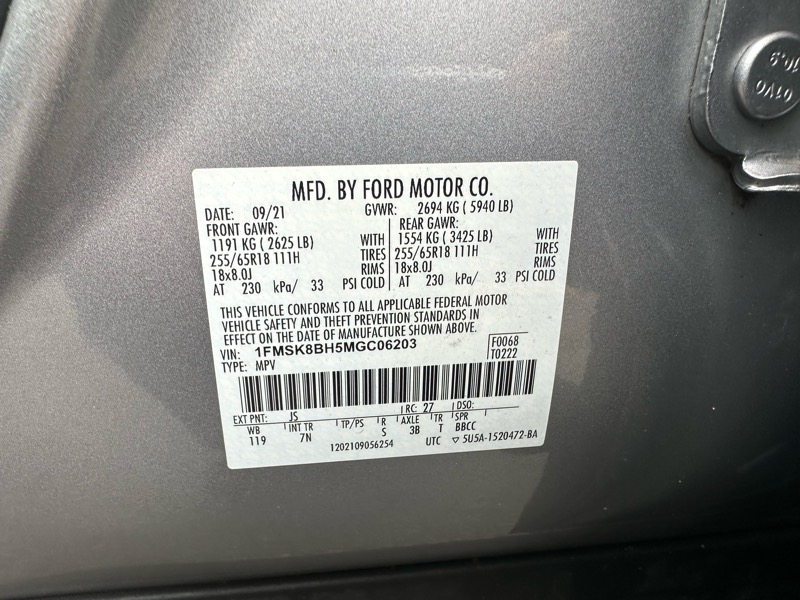 10.9
01Y0
MFD. BY FORD MOTOR CO.
DATE: 09/21 GVWR: 2694 KG ( 5940 LB)
FRONT GAWR: REAR GAWR:
1191 KG ( 2625 LB) WITH 1554 KG ( 3425 LB) WITH
255/65R18 111H TIRES 255/65R18 111H TIRES
18x8.0J RIMS 18x8.0J RIMS
AT 230 kPa/ 33 PSI COLD AT 230 kPa/ 33 PSI COLD
THIS VEHICLE CONFORMS TO ALL APPLICABLE FEDERAL MOTOR
VEHICLE SAFETY AND THEFT PREVENTION STANDARDS IN
EFFECT ON THE DATE OF MANUFACTURE SHOWN ABOVE.
VIN: 1FMSK8BH5MGC06203 F0068
TYPE: MPV T0222
EXT PNT: JS RC: 27 DSO:
WB INT TR TP/PS R AXLE TR SPR
119 7N S 3B T BBCC
1202109056254 UTC ▽ 5U5A-1520472-BA